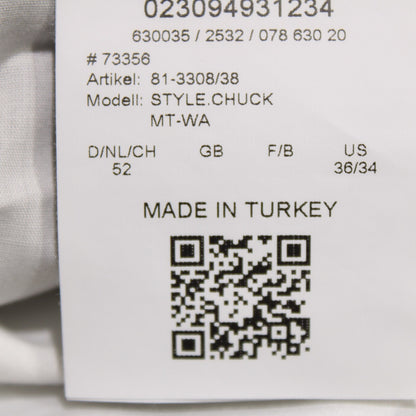 023094931234
630035 / 2532 / 078 630 20
# 73356
Artikel: 81-3308/38
Modell: STYLE.CHUCK
MT-WA
D/NL/CH GB F/B US
52 36/34
MADE IN TURKEY